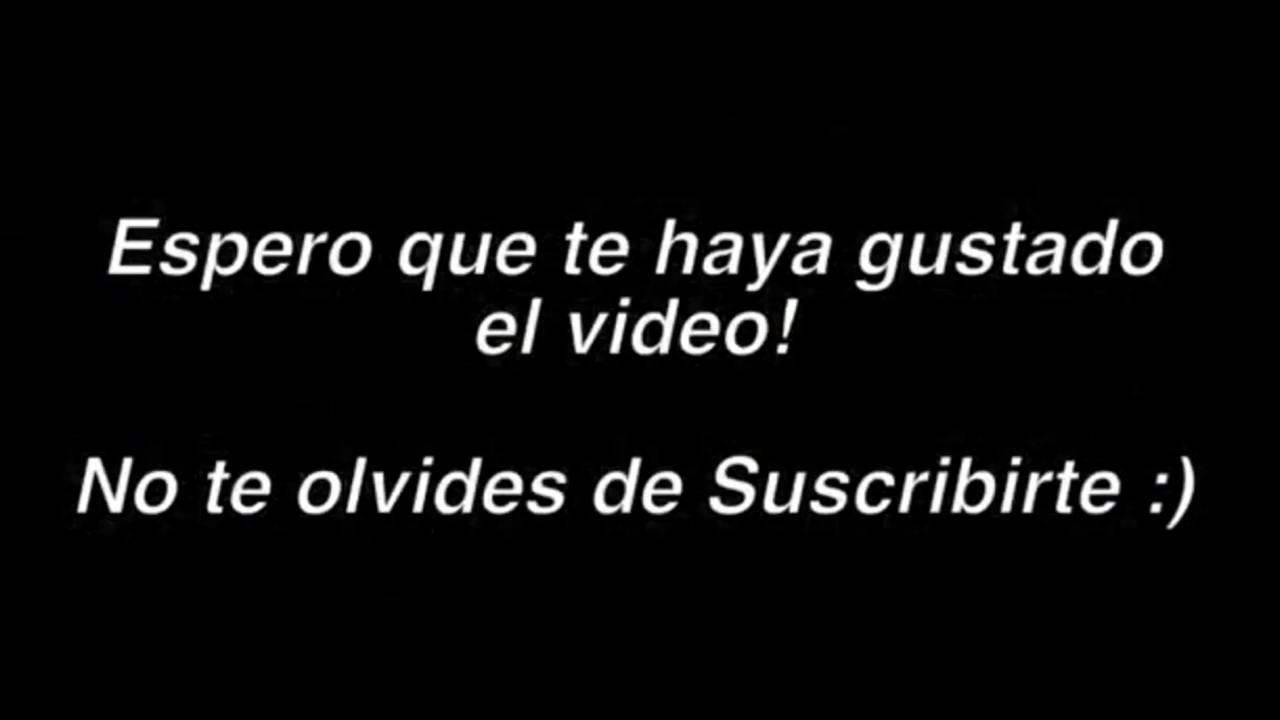 Espero que te haya gustado
el video!
No te olvides de Suscribirte :)